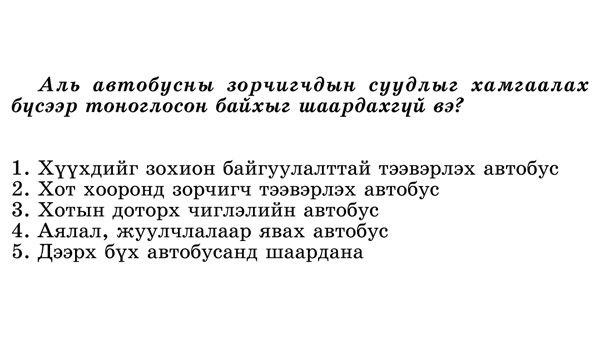 Аль автобусны зорчигчдын суудлыг хамгаалах
бүсээр тоноглосон байхыг шаардахгүй вэ?
1. Хүүхдийг зохион байгуулалттай тээвэрлэх автобус
2. Хот хооронд зорчигч тээвэрлэх автобус
3. Хотын доторх чиглэлийн автобус
4. Аялал, жуулчлалаар явах автобус
5. Дээрх бүх автобусанд шаардана